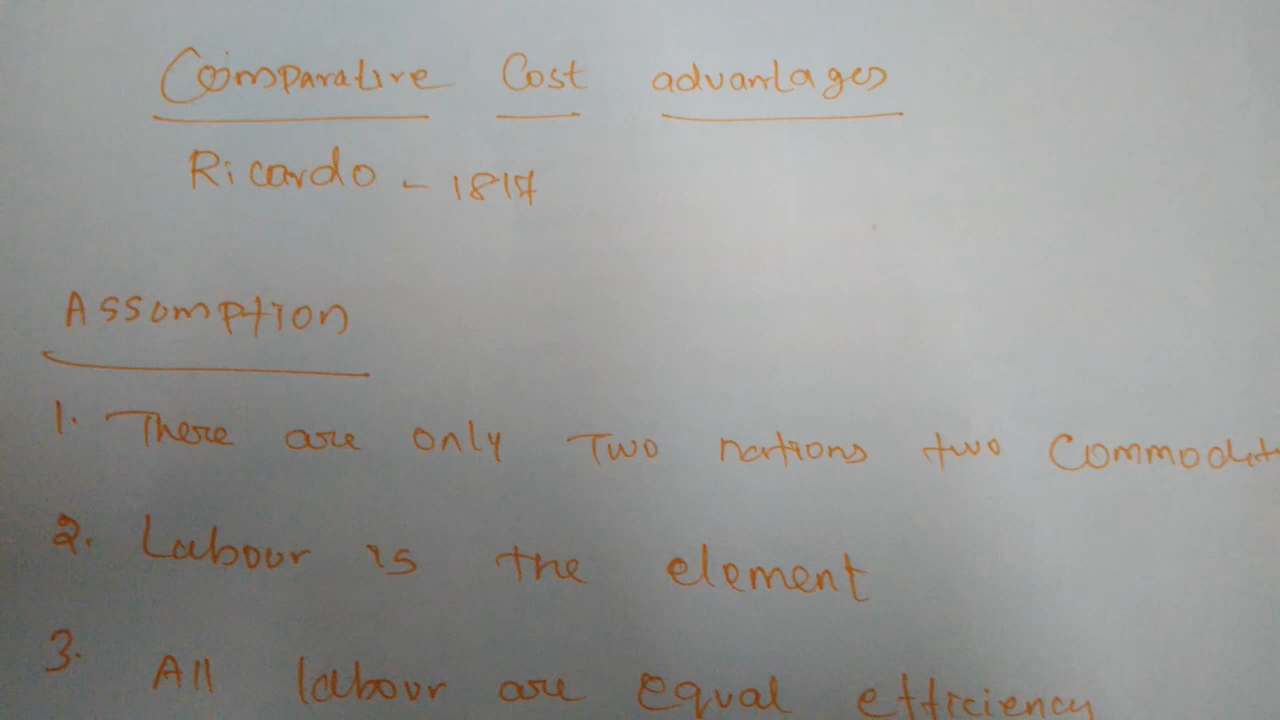 Comparative Cost advantages
Ricardo - 1817
Assomption
1. There are only Two nations two Commodit
2. Labour is the element
3. All labour are equal efficiency